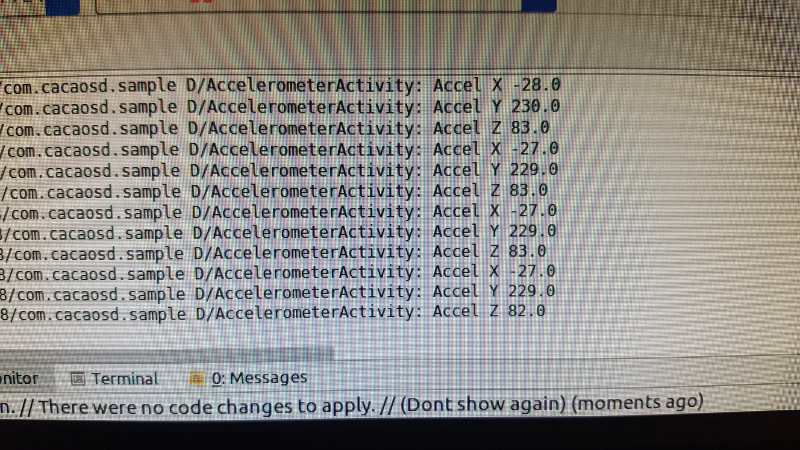 /com.cacaosd.sample D/AccelerometerActivity: Accel X -28.0
/com.cacaosd.sample D/AccelerometerActivity: Accel Y 230.0
/com.cacaosd.sample D/AccelerometerActivity: Accel Z 83.0
/com.cacaosd.sample D/AccelerometerActivity: Accel X -27.0
/com.cacaosd.sample D/AccelerometerActivity: Accel Y 229.0
/com.cacaosd.sample D/AccelerometerActivity: Accel Z 83.0
/com.cacaosd.sample D/AccelerometerActivity: Accel X -27.0
/com.cacaosd.sample D/AccelerometerActivity: Accel Y 229.0
8/com.cacaosd.sample D/AccelerometerActivity: Accel Z 83.0
8/com.cacaosd.sample D/AccelerometerActivity: Accel X -27.0
8/com.cacaosd.sample D/AccelerometerActivity: Accel Y 229.0
8/com.cacaosd.sample D/AccelerometerActivity: Accel Z 82.0
onitor Terminal 0: Messages
n. // There were no code changes to apply. // (Dont show again) (moments ago)